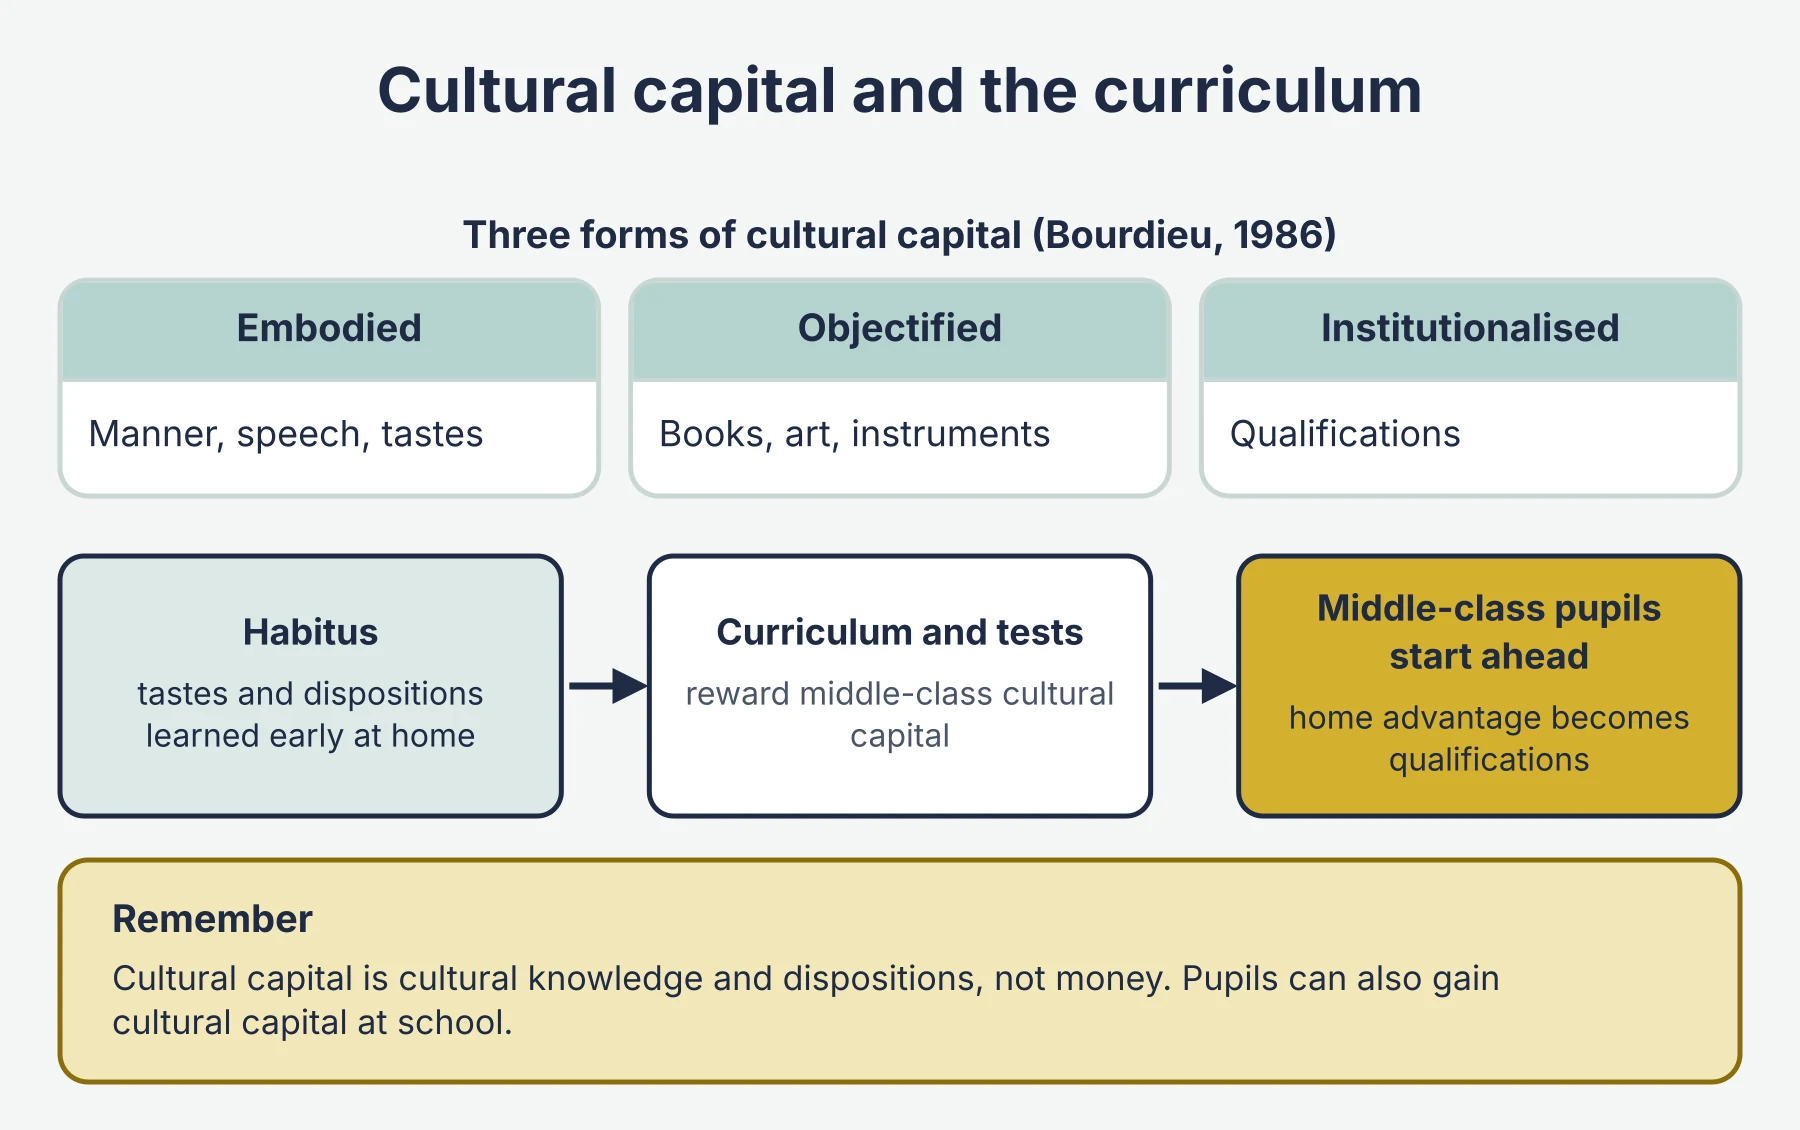 Cultural capital and the curriculum
Three forms of cultural capital (Bourdieu, 1986)
Embodied
Manner, speech, tastes
Objectified
Books, art, instruments
Institutionalised
Qualifications
Habitus
tastes and dispositions
learned early at home
Curriculum and tests
reward middle-class cultural
capital
Middle-class pupils
start ahead
home advantage becomes
qualifications
Remember
Cultural capital is cultural knowledge and dispositions, not money. Pupils can also gain
cultural capital at school.